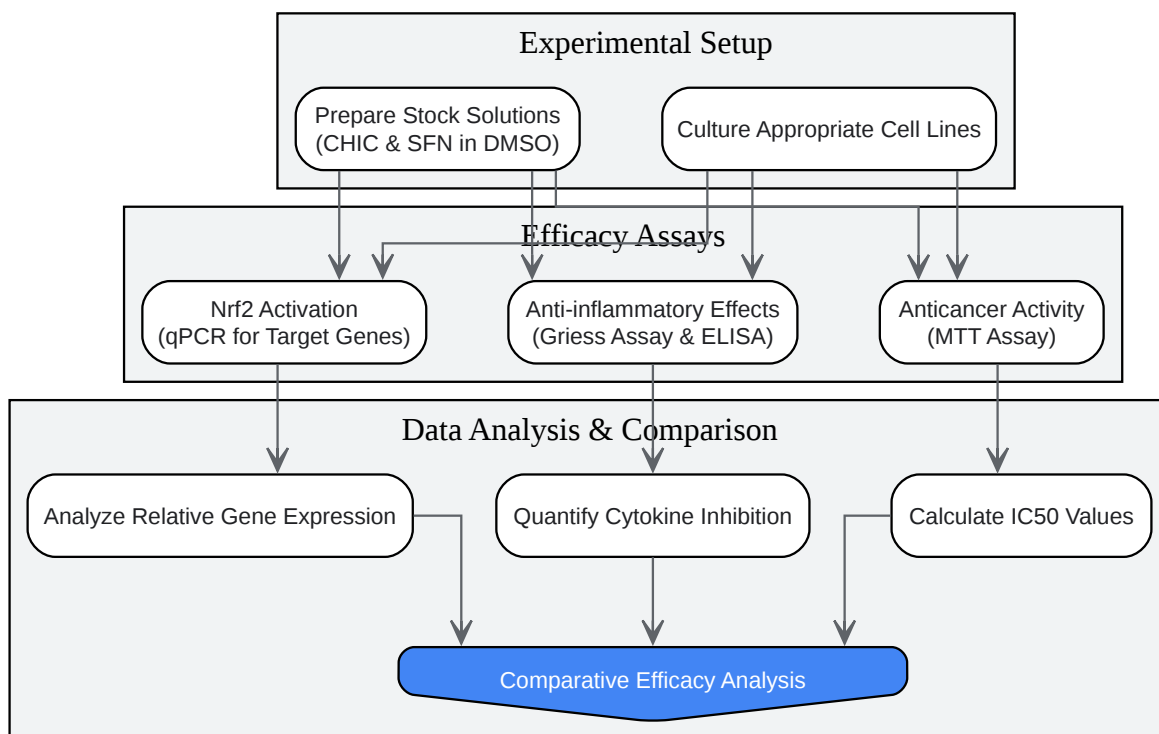 Experimental Setup
Prepare Stock Solutions
(CHIC & SFN in DMSO)
Culture Appropriate Cell Lines
Efficacy Assays
Nrf2 Activation
(qPCR for Target Genes)
Anti-inflammatory Effects
(Griess Assay & ELISA)
Anticancer Activity
(MTT Assay)
Data Analysis & Comparison
Analyze Relative Gene Expression
Quantify Cytokine Inhibition
Calculate IC50 Values
Comparative Efficacy Analysis